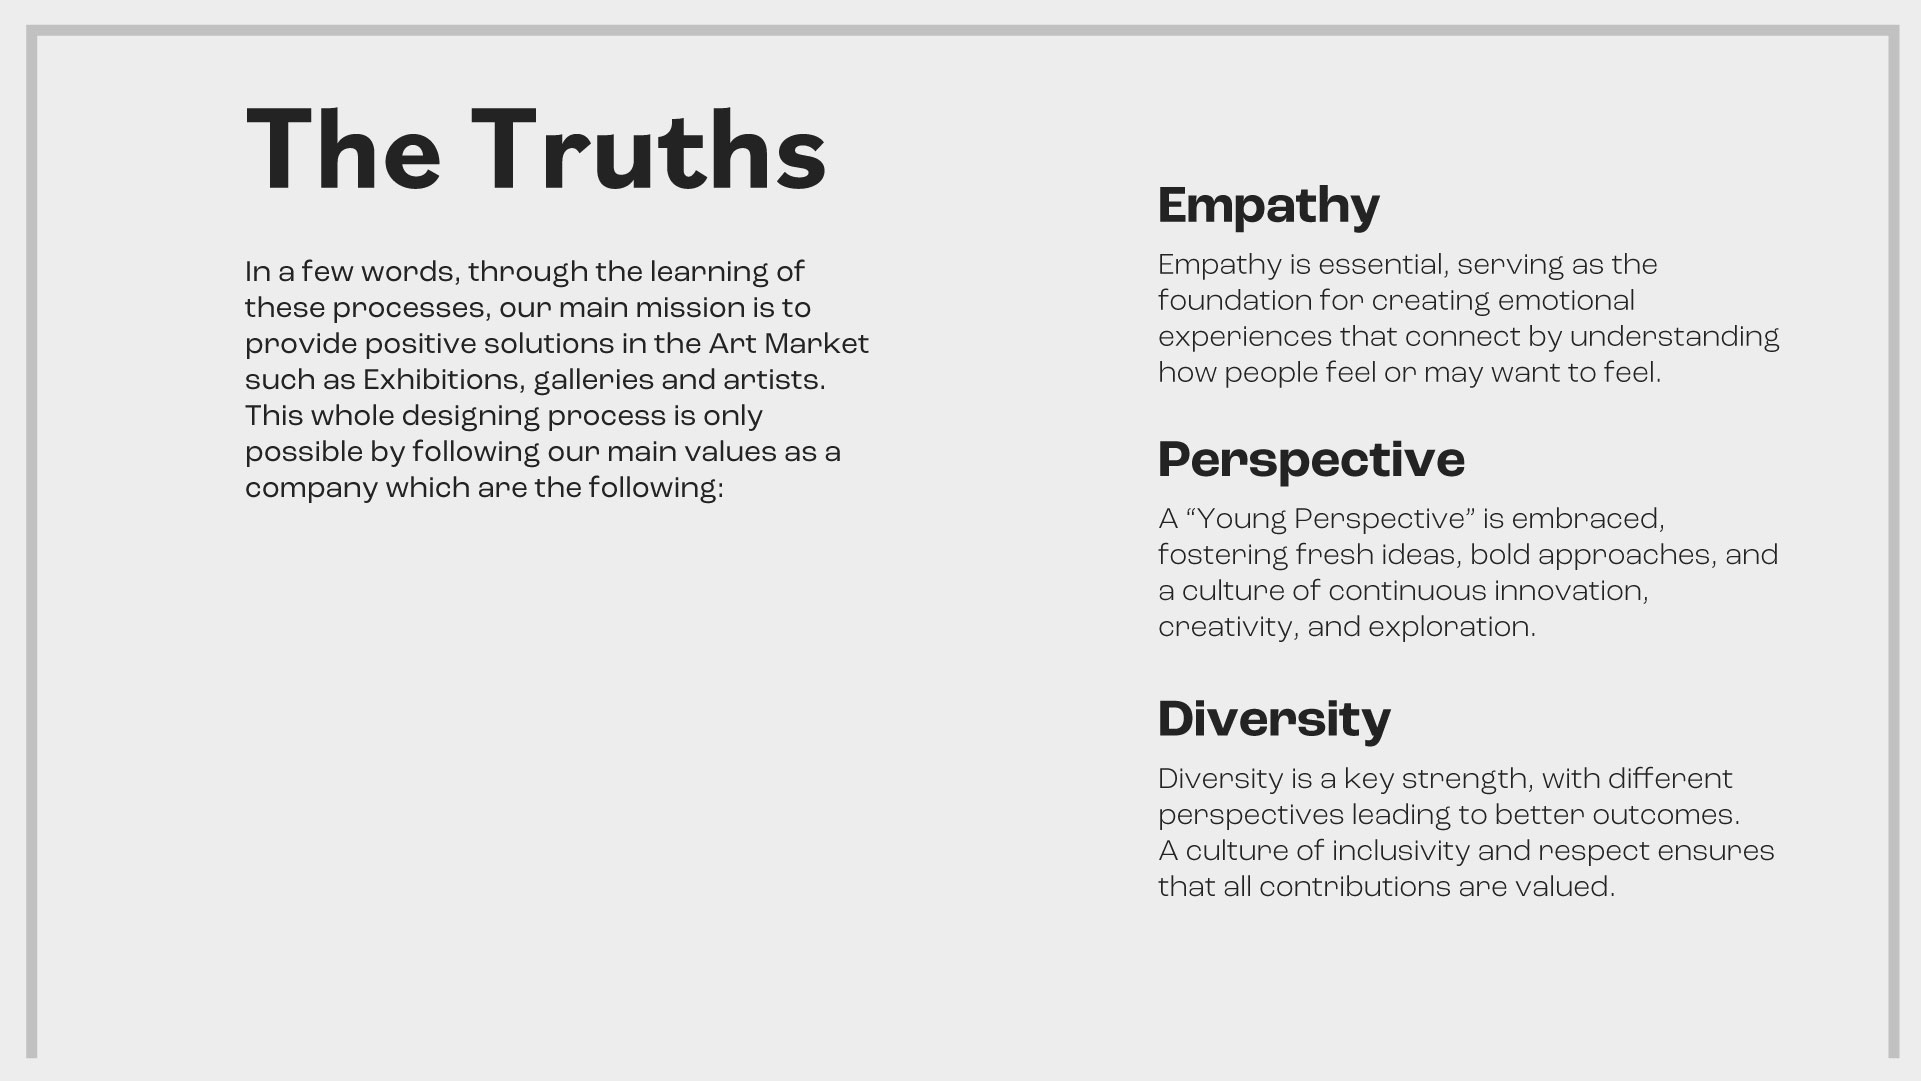 The Truths
In a few words, through the learning of
these processes, our main mission is to
provide positive solutions in the Art Market
such as Exhibitions, galleries and artists.
This whole designing process is only
possible by following our main values as a
company which are the following:
Empathy
Empathy is essential, serving as the
foundation for creating emotional
experiences that connect by understanding
how people feel or may want to feel.
Perspective
A “Young Perspective” is embraced,
fostering fresh ideas, bold approaches, and
a culture of continuous innovation,
creativity, and exploration.
Diversity
Diversity is a key strength, with different
perspectives leading to better outcomes.
A culture of inclusivity and respect ensures
that all contributions are valued.